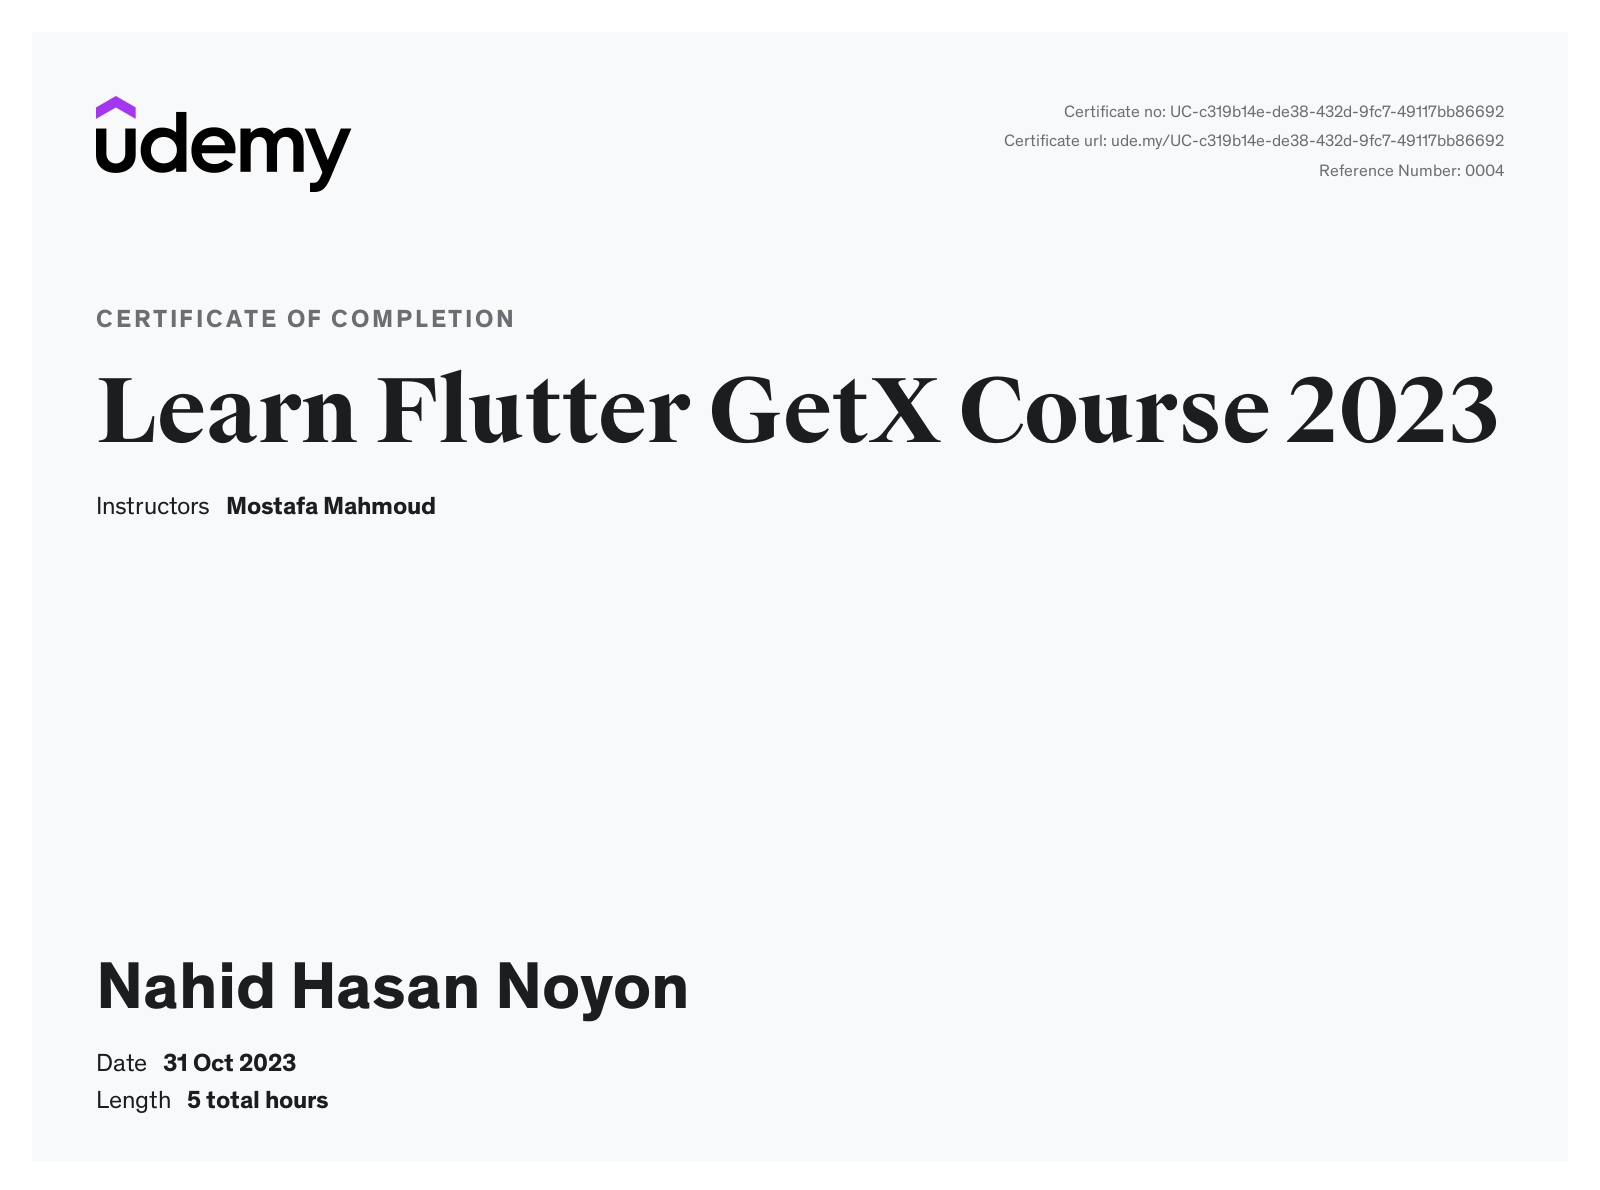 udemy
Certificate no: UC-c319b14e-de38-432d-9fc7-49117bb86692
Certificate url: ude.my/UC-c319b14e-de38-432d-9fc7-49117bb86692
Reference Number: 0004
CERTIFICATE OF COMPLETION
Learn Flutter GetX Course 2023
Instructors Mostafa Mahmoud
Nahid Hasan Noyon
Date 31 Oct 2023
Length 5 total hours